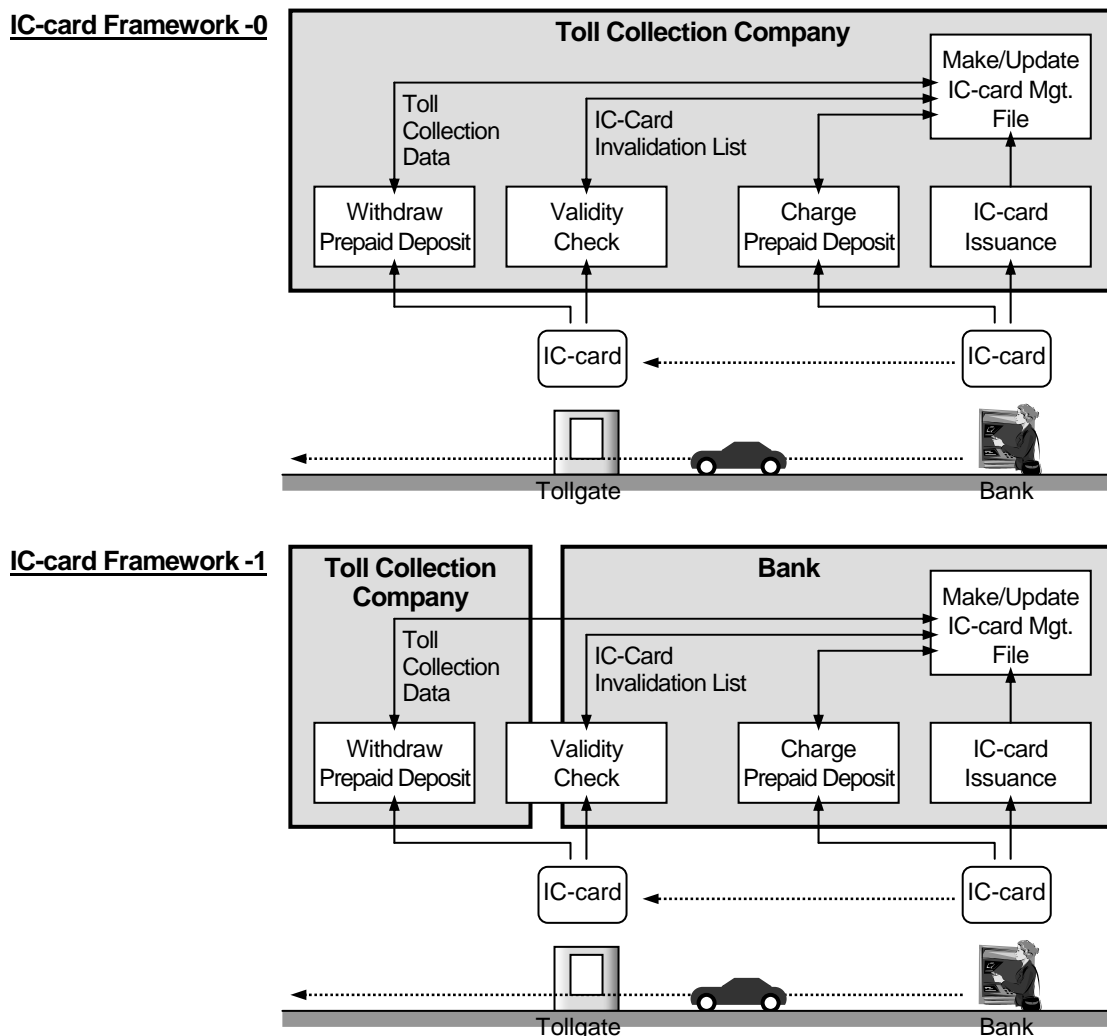 IC-card Framework -0
Toll Collection Company
Make/Update
IC-card Mgt.
File
Toll
Collection
Data
IC-Card
Invalidation List
Withdraw
Prepaid Deposit
Validity
Check
Charge
Prepaid Deposit
IC-card
Issuance
IC-card
IC-card
Tollgate
Bank
IC-card Framework -1
Toll Collection
Company
Bank
Make/Update
IC-card Mgt.
File
Toll
Collection
Data
IC-Card
Invalidation List
Withdraw
Prepaid Deposit
Validity
Check
Charge
Prepaid Deposit
IC-card
Issuance
IC-card
IC-card
Tollgate
Bank